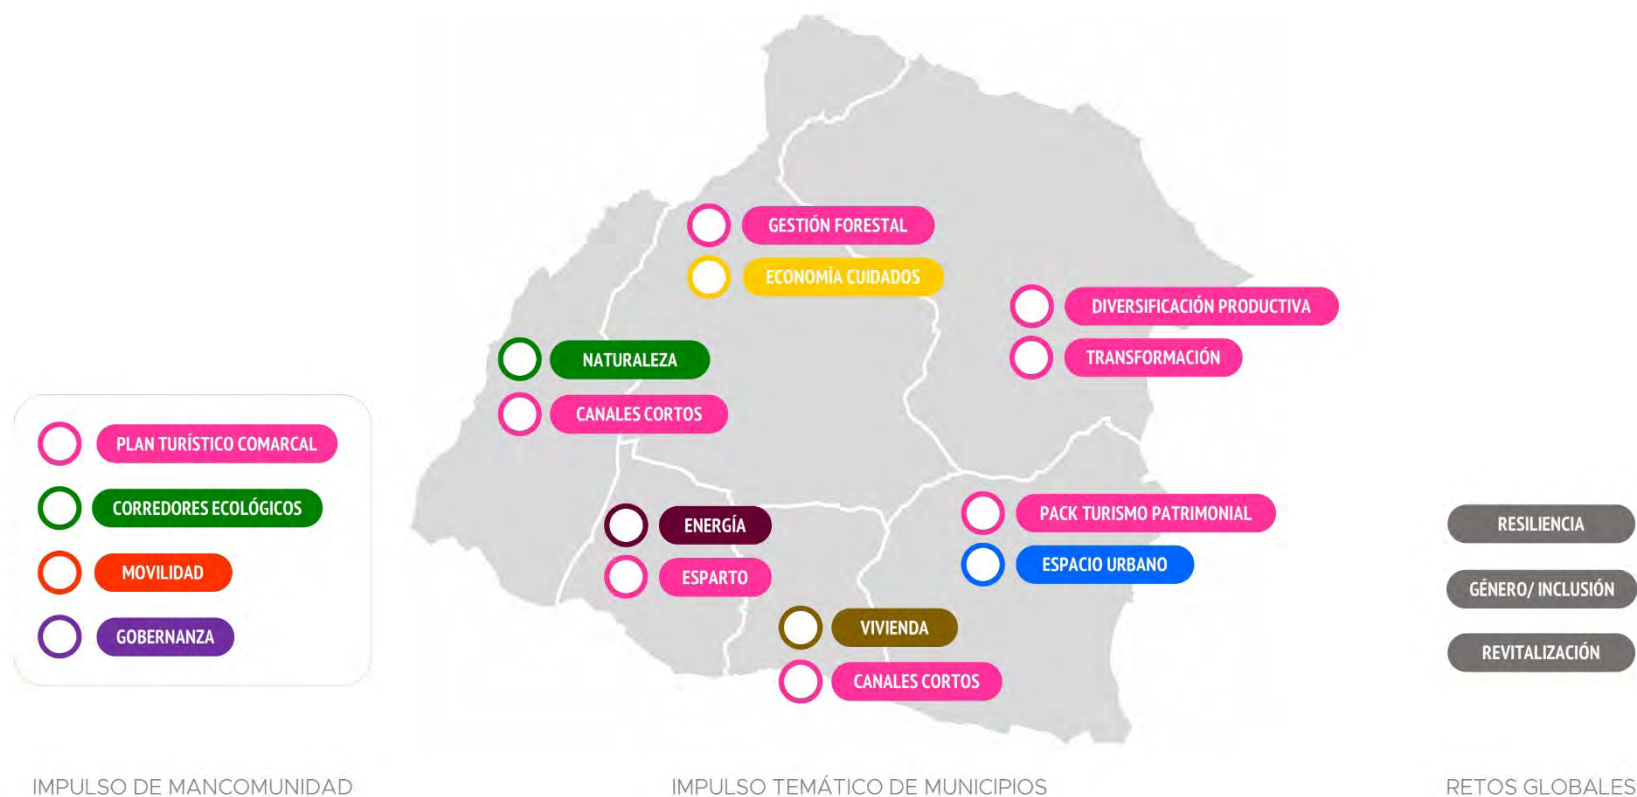 GESTIÓN FORESTAL
ECONOMÍA CUIDADOS
DIVERSIFICACIÓN PRODUCTIVA
TRANSFORMACIÓN
NATURALEZA
CANALES CORTOS
PLAN TURÍSTICO COMARCAL
CORREDORES ECOLÓGICOS
MOVILIDAD
GOBERNANZA
ENERGÍA
ESPARTO
PACK TURISMO PATRIMONIAL
ESPACIO URBANO
VIVIENDA
CANALES CORTOS
RESILIENCIA
GÉNERO/ INCLUSIÓN
REVITALIZACIÓN
IMPULSO DE MANCOMUNIDAD
IMPULSO TEMÁTICO DE MUNICIPIOS
RETOS GLOBALES